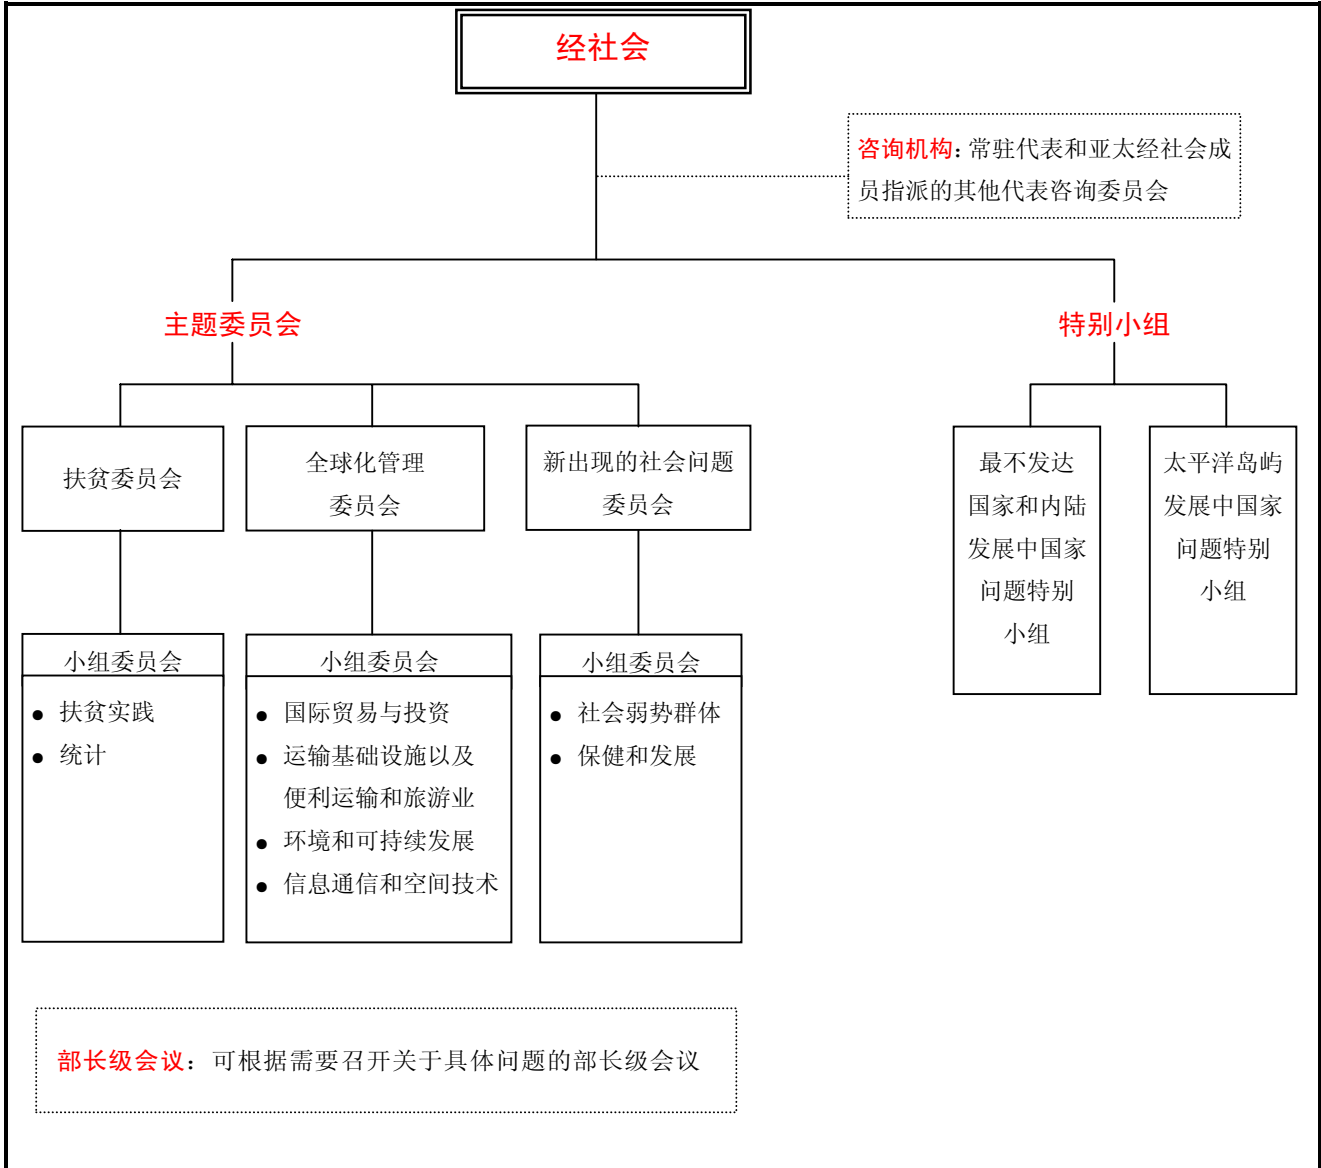 经社会
咨询机构：常驻代表和亚太经社会成
员指派的其他代表咨询委员会
主题委员会
特别小组
扶贫委员会
全球化管理
委员会
新出现的社会问题
委员会
最不发达
国家和内陆
发展中国家
问题特别
小组
太平洋岛屿
发展中国家
问题特别
小组
小组委员会
● 扶贫实践
● 统计
小组委员会
● 国际贸易与投资
● 运输基础设施以及
便利运输和旅游业
● 环境和可持续发展
● 信息通信和空间技术
小组委员会
● 社会弱势群体
● 保健和发展
部长级会议：可根据需要召开关于具体问题的部长级会议